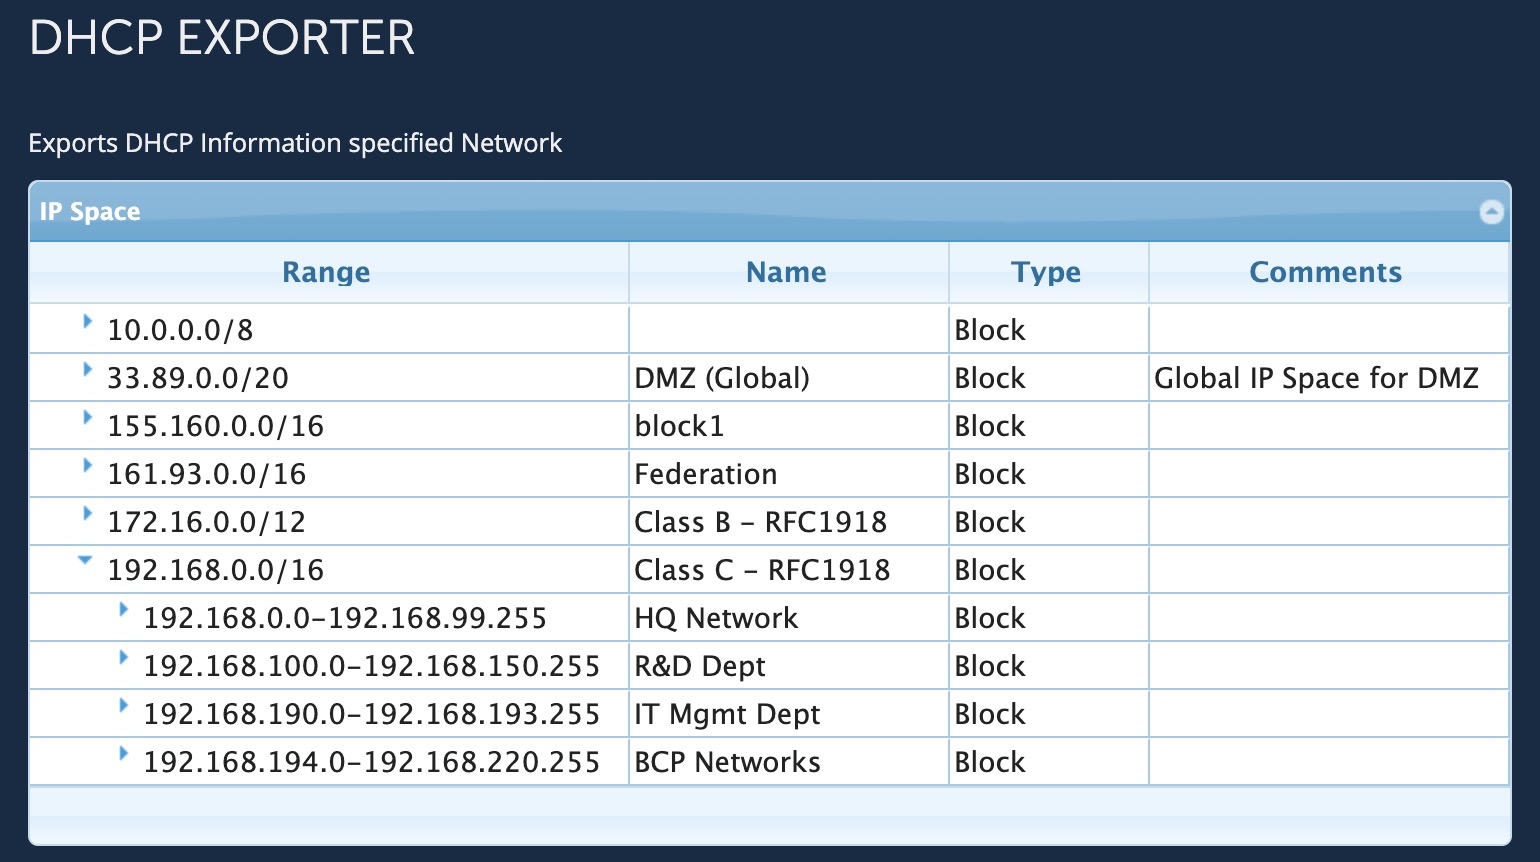 DHCP EXPORTER
Exports DHCP Information specified Network
IP Space
Range Name Type Comments
10.0.0.0/8 Block
33.89.0.0/20 DMZ (Global) Block Global IP Space for DMZ
155.160.0.0/16 block1 Block
161.93.0.0/16 Federation Block
172.16.0.0/12 Class B – RFC1918 Block
192.168.0.0/16 Class C – RFC1918 Block
192.168.0.0–192.168.99.255 HQ Network Block
192.168.100.0–192.168.150.255 R&D Dept Block
192.168.190.0–192.168.193.255 IT Mgmt Dept Block
192.168.194.0–192.168.220.255 BCP Networks Block